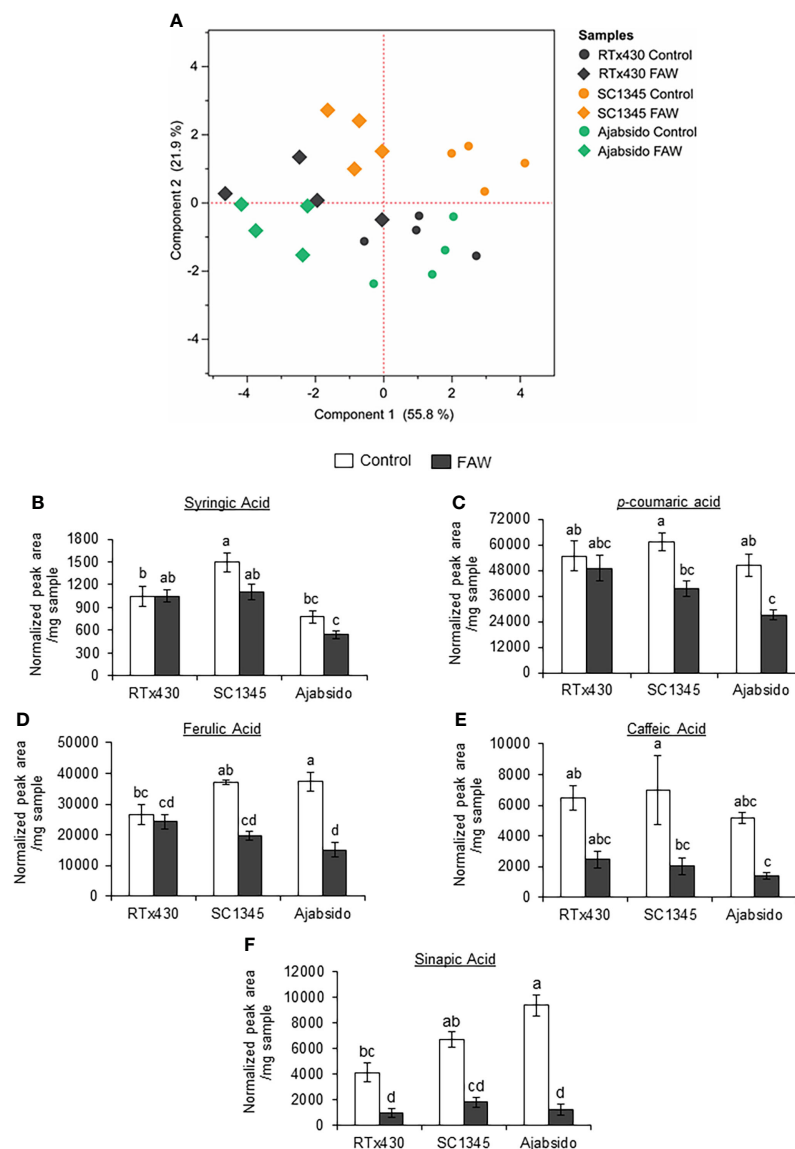 A
Samples
RTx430 Control
RTx430 FAW
SC1345 Control
SC1345 FAW
Ajabsido Control
Ajabsido FAW
Component 2 (21.9 %)
4
2
0
-2
-4
-4 -2 0 2 4
Component 1 (55.8 %)
Control FAW
B
Syringic Acid
Normalized peak area
/mg sample
1800
1500
1200
900
600
300
0
b ab a ab bc c
RTx430 SC1345 Ajabsido
C
p-coumaric acid
Normalized peak area
/mg sample
72000
60000
48000
36000
24000
12000
0
ab abc a bc ab c
RTx430 SC1345 Ajabsido
D
Ferulic Acid
Normalized peak area
/mg sample
50000
40000
30000
20000
10000
0
bc cd ab cd a d
RTx430 SC1345 Ajabsido
E
Caffeic Acid
Normalized peak area
/mg sample
10000
8000
6000
4000
2000
0
ab abc a bc abc c
RTx430 SC1345 Ajabsido
F
Sinapic Acid
Normalized peak area
/mg sample
12000
10000
8000
6000
4000
2000
0
bc d ab cd a d
RTx430 SC1345 Ajabsido